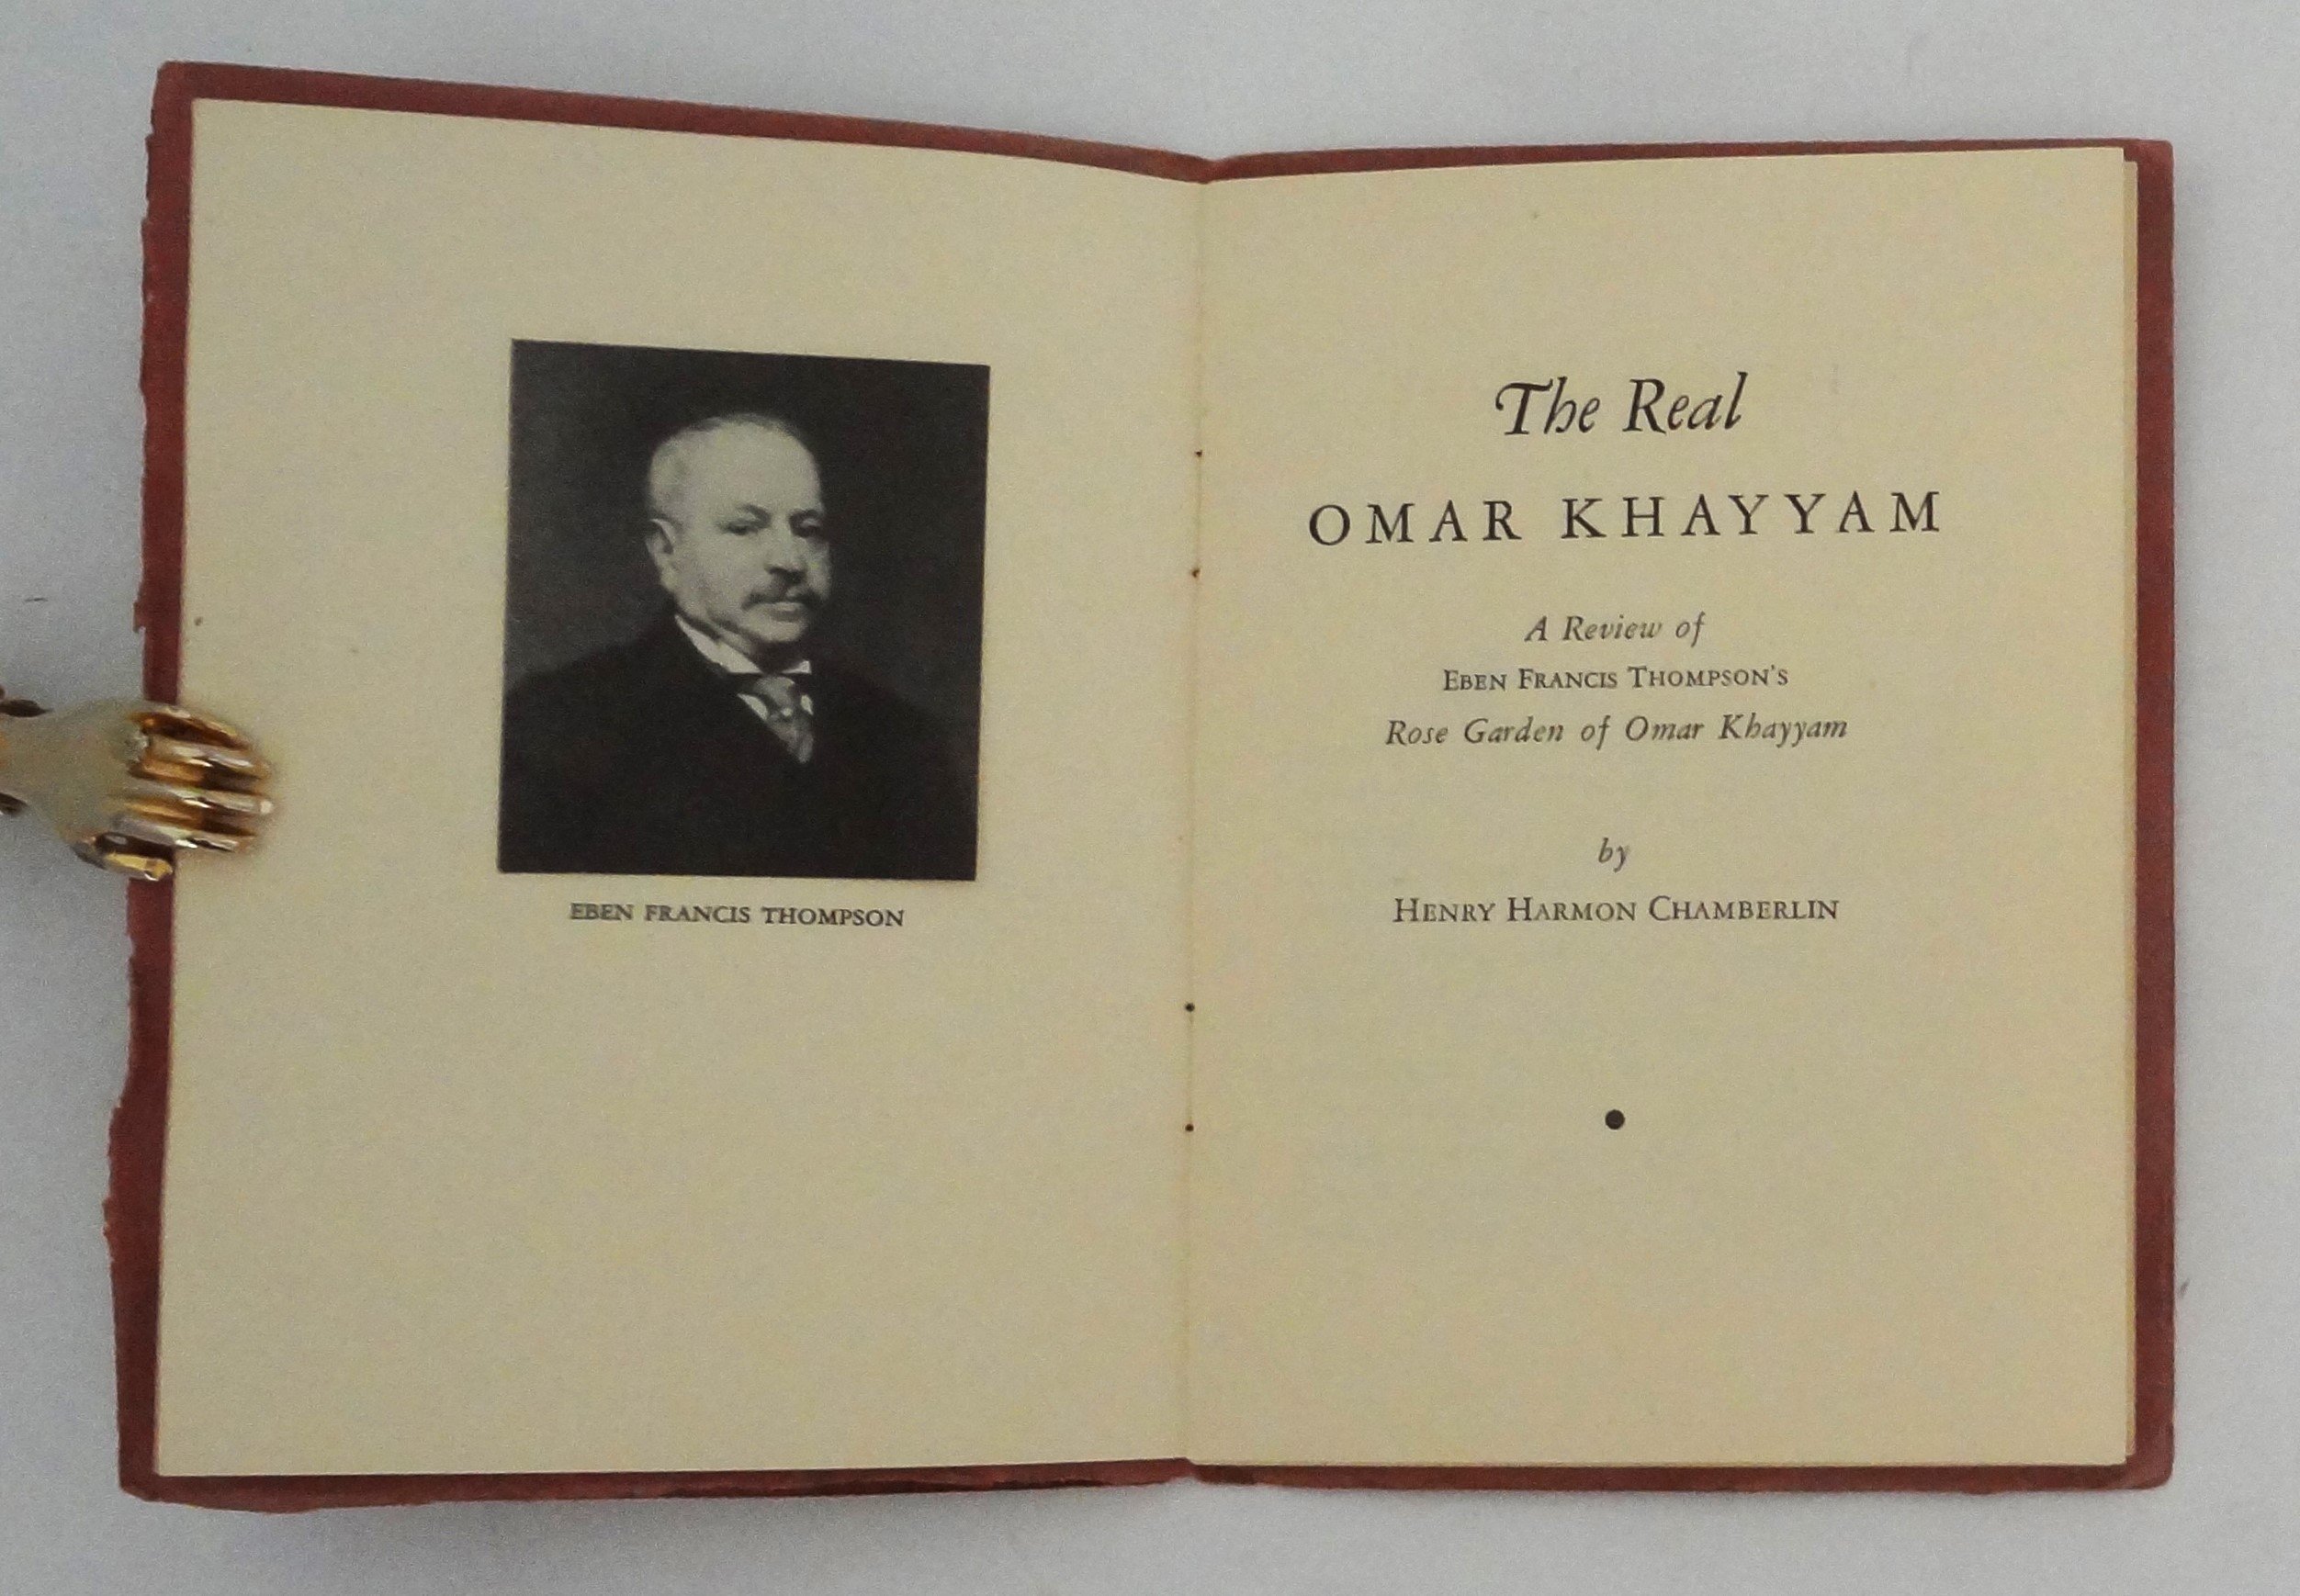 EBEN FRANCIS THOMPSON
The Real
OMAR KHAYYAM
A Review of
EBEN FRANCIS THOMPSON'S
Rose Garden of Omar Khayyam
by
HENRY HARMON CHAMBERLIN